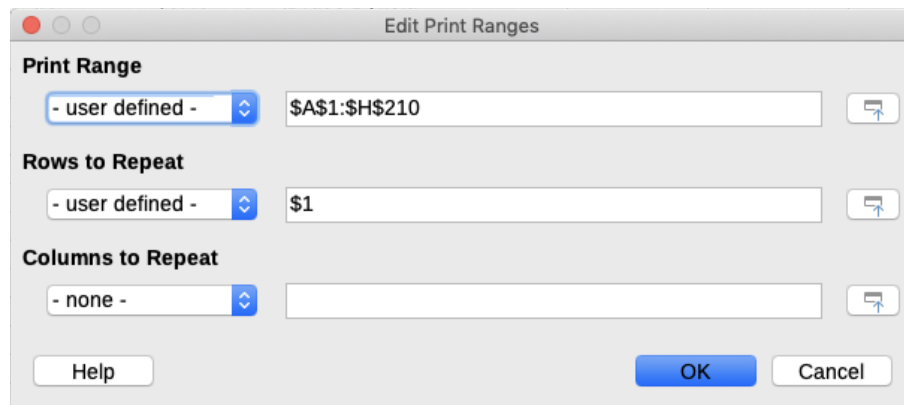 Edit Print Ranges
Print Range
- user defined - $A$1:$H$210
Rows to Repeat
- user defined - $1
Columns to Repeat
- none -
Help OK Cancel